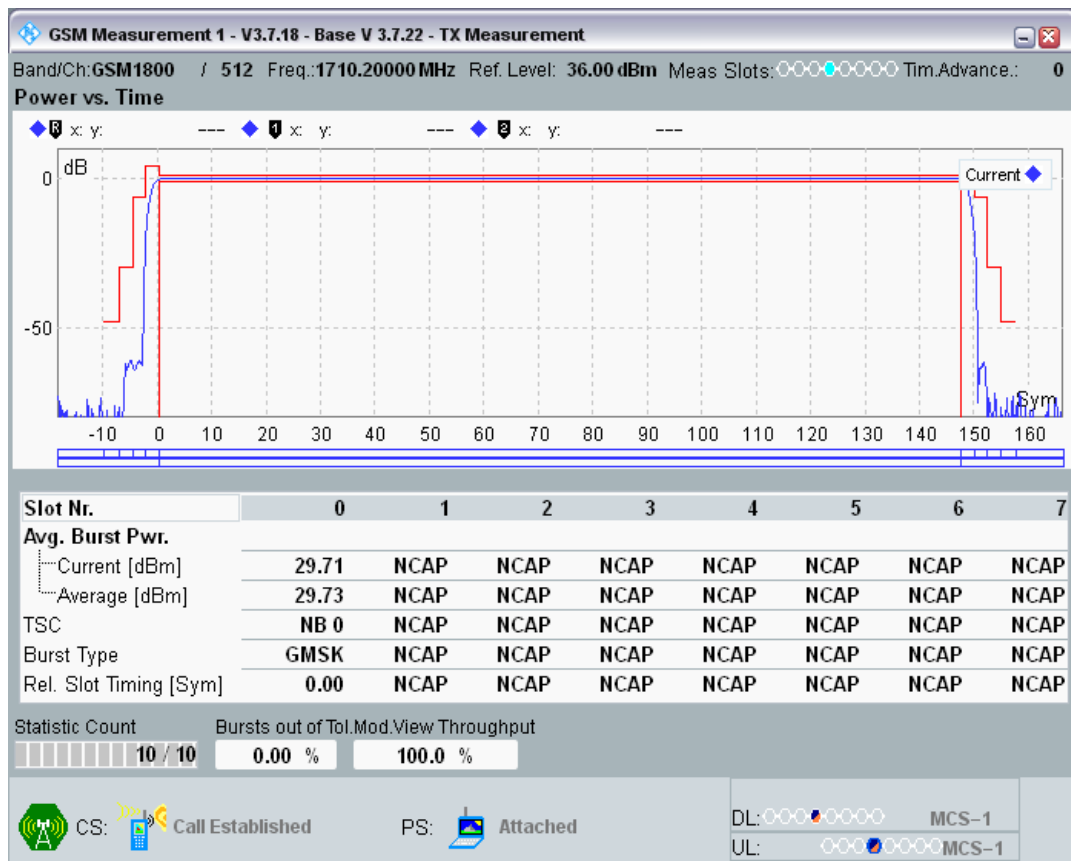 GSM Measurement 1 - V3.7.18 - Base V 3.7.22 - TX Measurement
Band/Ch:GSM1800 / 512 Freq.:1710.20000 MHz Ref. Level: 36.00 dBm Meas Slots: Tim.Advance.: 0
Power vs. Time
R x: y: --- 1 x: y: --- 2 x: y: ---
dB
Current
0
-50
Sym
-10 0 10 20 30 40 50 60 70 80 90 100 110 120 130 140 150 160
Slot Nr. 0 1 2 3 4 5 6 7
Avg. Burst Pwr.
Current [dBm] 29.71 NCAP NCAP NCAP NCAP NCAP NCAP NCAP
Average [dBm] 29.73 NCAP NCAP NCAP NCAP NCAP NCAP NCAP
TSC NB 0 NCAP NCAP NCAP NCAP NCAP NCAP NCAP
Burst Type GMSK NCAP NCAP NCAP NCAP NCAP NCAP NCAP
Rel. Slot Timing [Sym] 0.00 NCAP NCAP NCAP NCAP NCAP NCAP NCAP
Statistic Count Bursts out of Tol.Mod.View Throughput
10 / 10 0.00 % 100.0 %
CS: Call Established PS: Attached
DL: MCS-1
UL: MCS-1